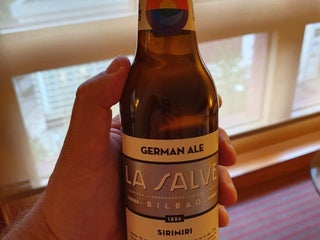 GERMAN ALE
LA SALVE
BILBAO
1886
SIRIMIRI